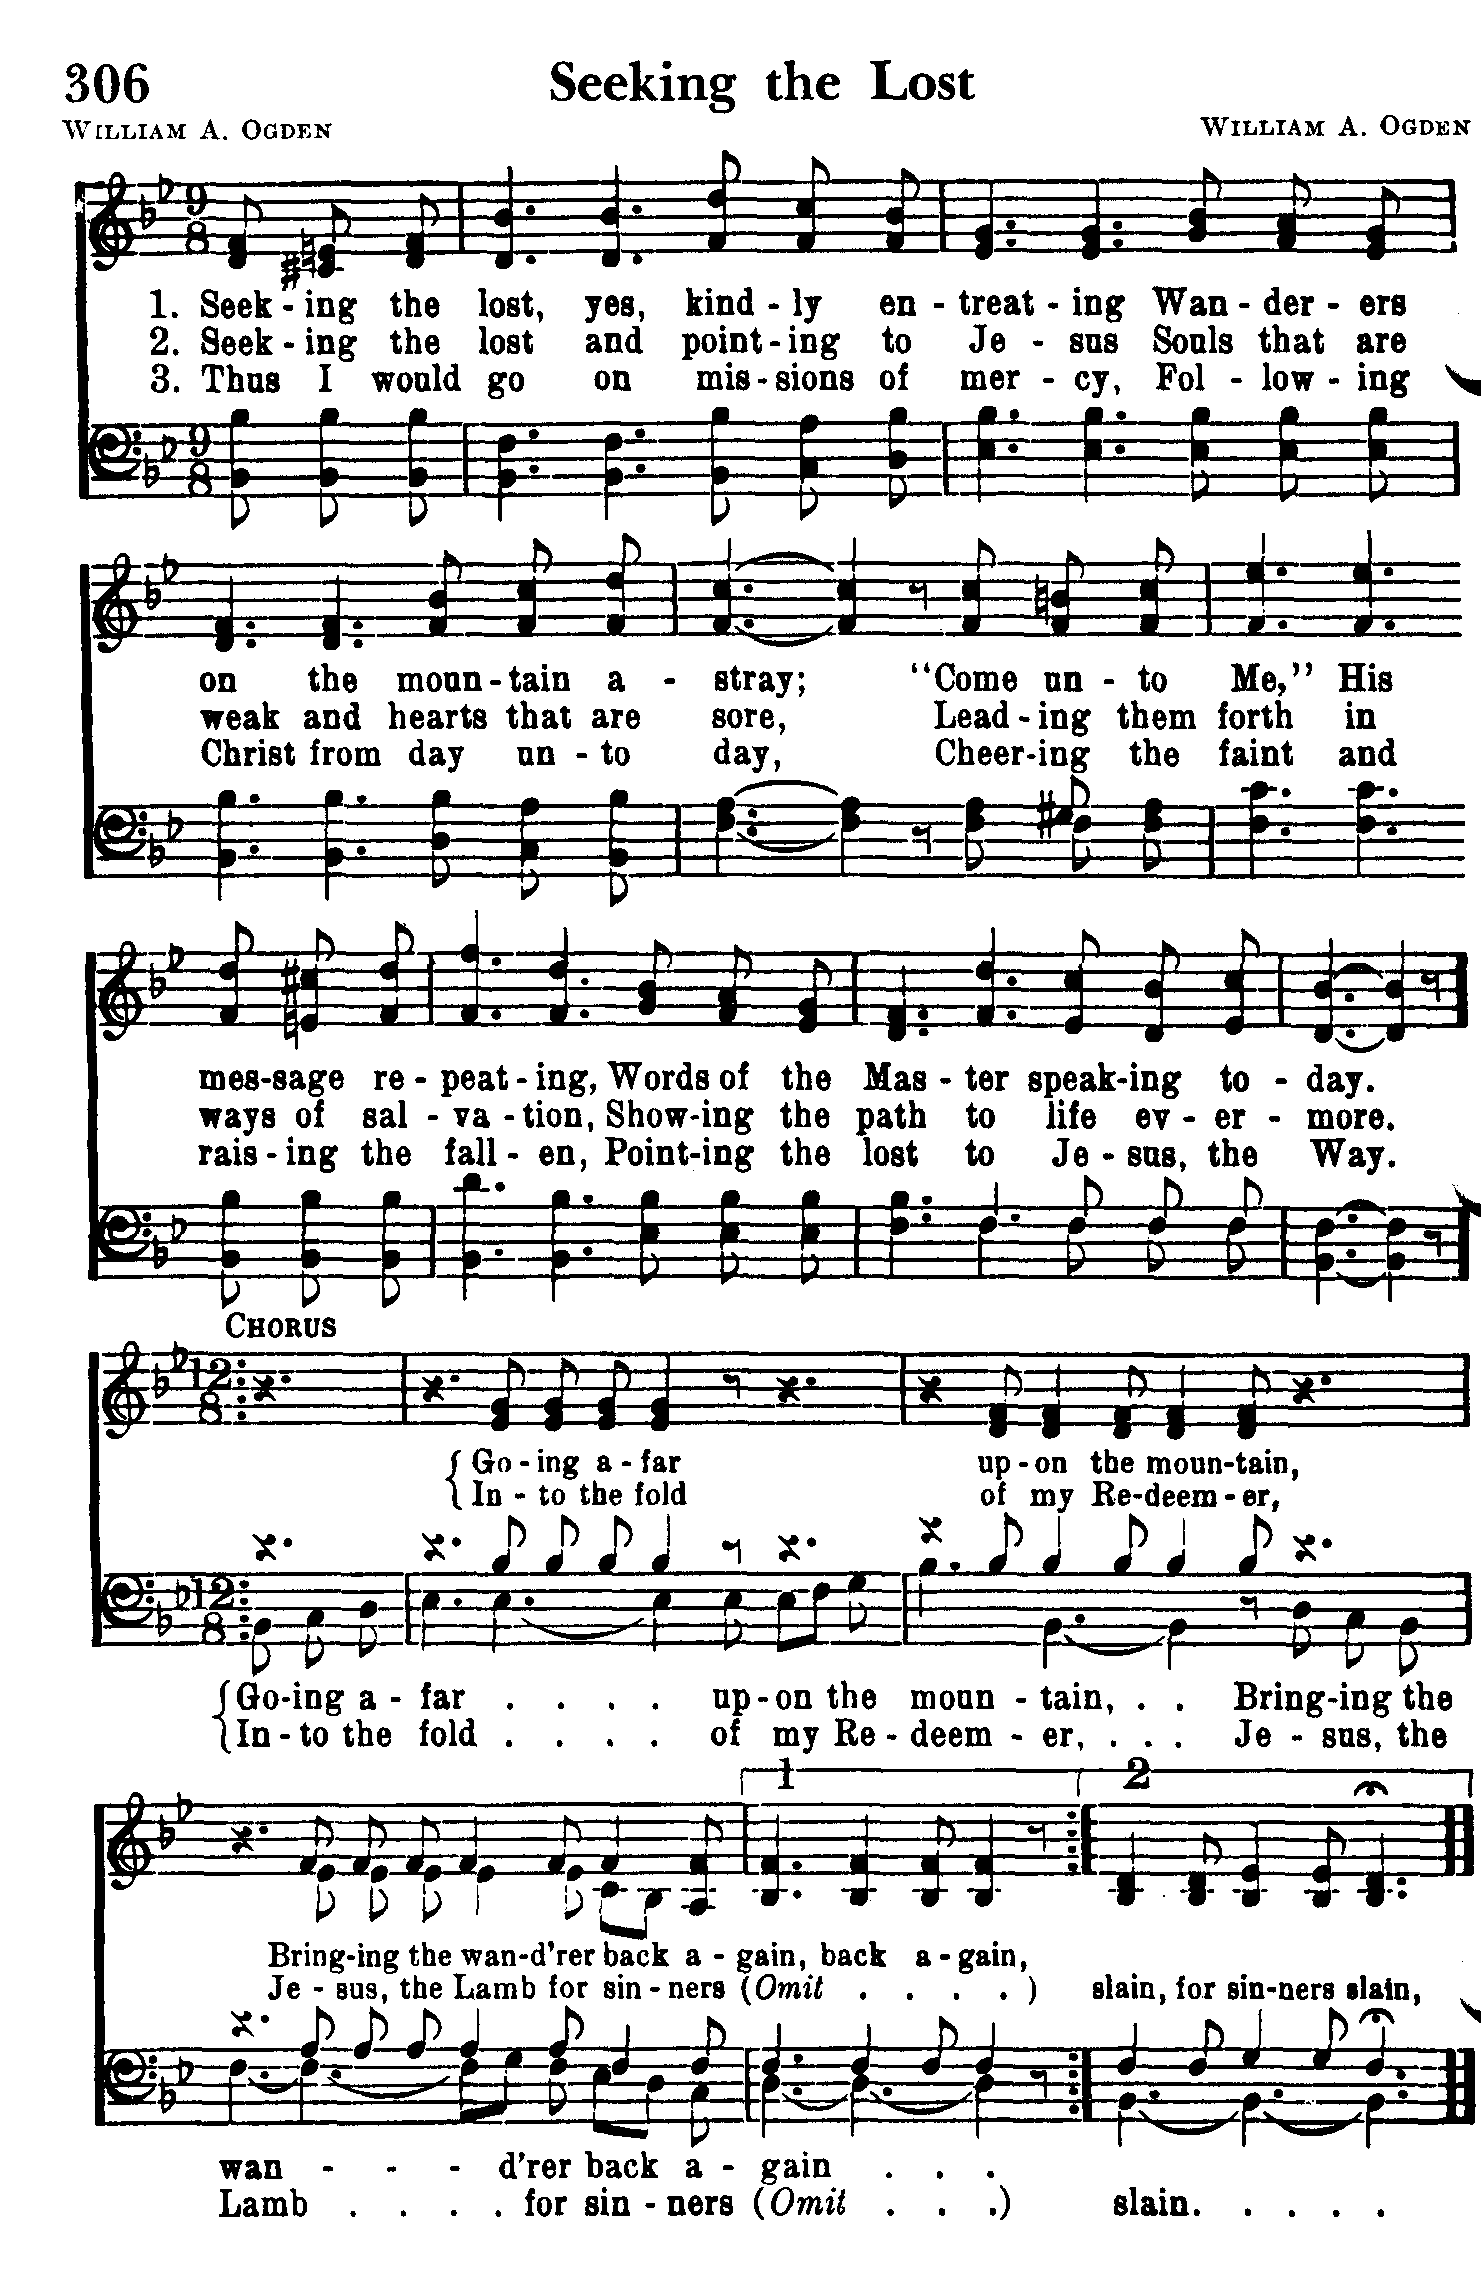 306 Seeking the Lost
WILLIAM A. OGDEN WILLIAM A. OGDEN
9 8
1. Seek - ing the lost, yes, kind - ly en - treat - ing Wan - der - ers
2. Seek - ing the lost and point - ing to Je - sus Souls that are
3. Thus I would go on mis - sions of mer - cy, Fol - low - ing
9 8
on the moun - tain a - stray; "Come un - to Me," His
weak and hearts that are sore, Lead - ing them forth in
Christ from day un - to day, Cheer - ing the faint and
mes-sage re - peat - ing, Words of the Mas - ter speak-ing to - day.
ways of sal - va - tion, Show-ing the path to life ev - er - more.
rais - ing the fall - en, Point-ing the lost to Je - sus, the Way.
CHORUS
12 8
Go - ing a - far up - on the moun-tain,
In - to the fold of my Re-deem - er,
12 8
Go-ing a - far . . . . up-on the moun - tain, . . Bring-ing the
In - to the fold . . . . of my Re - deem - er, . . . Je - sus, the
1 2
Bring-ing the wan-d'rer back a - gain, back a - gain,
Je - sus, the Lamb for sin - ners (Omit . . . . ) slain, for sin-ners slain,
wan - - - d'rer back a - gain . . .
Lamb . . . . for sin - ners (Omit . . .) slain. . . . .